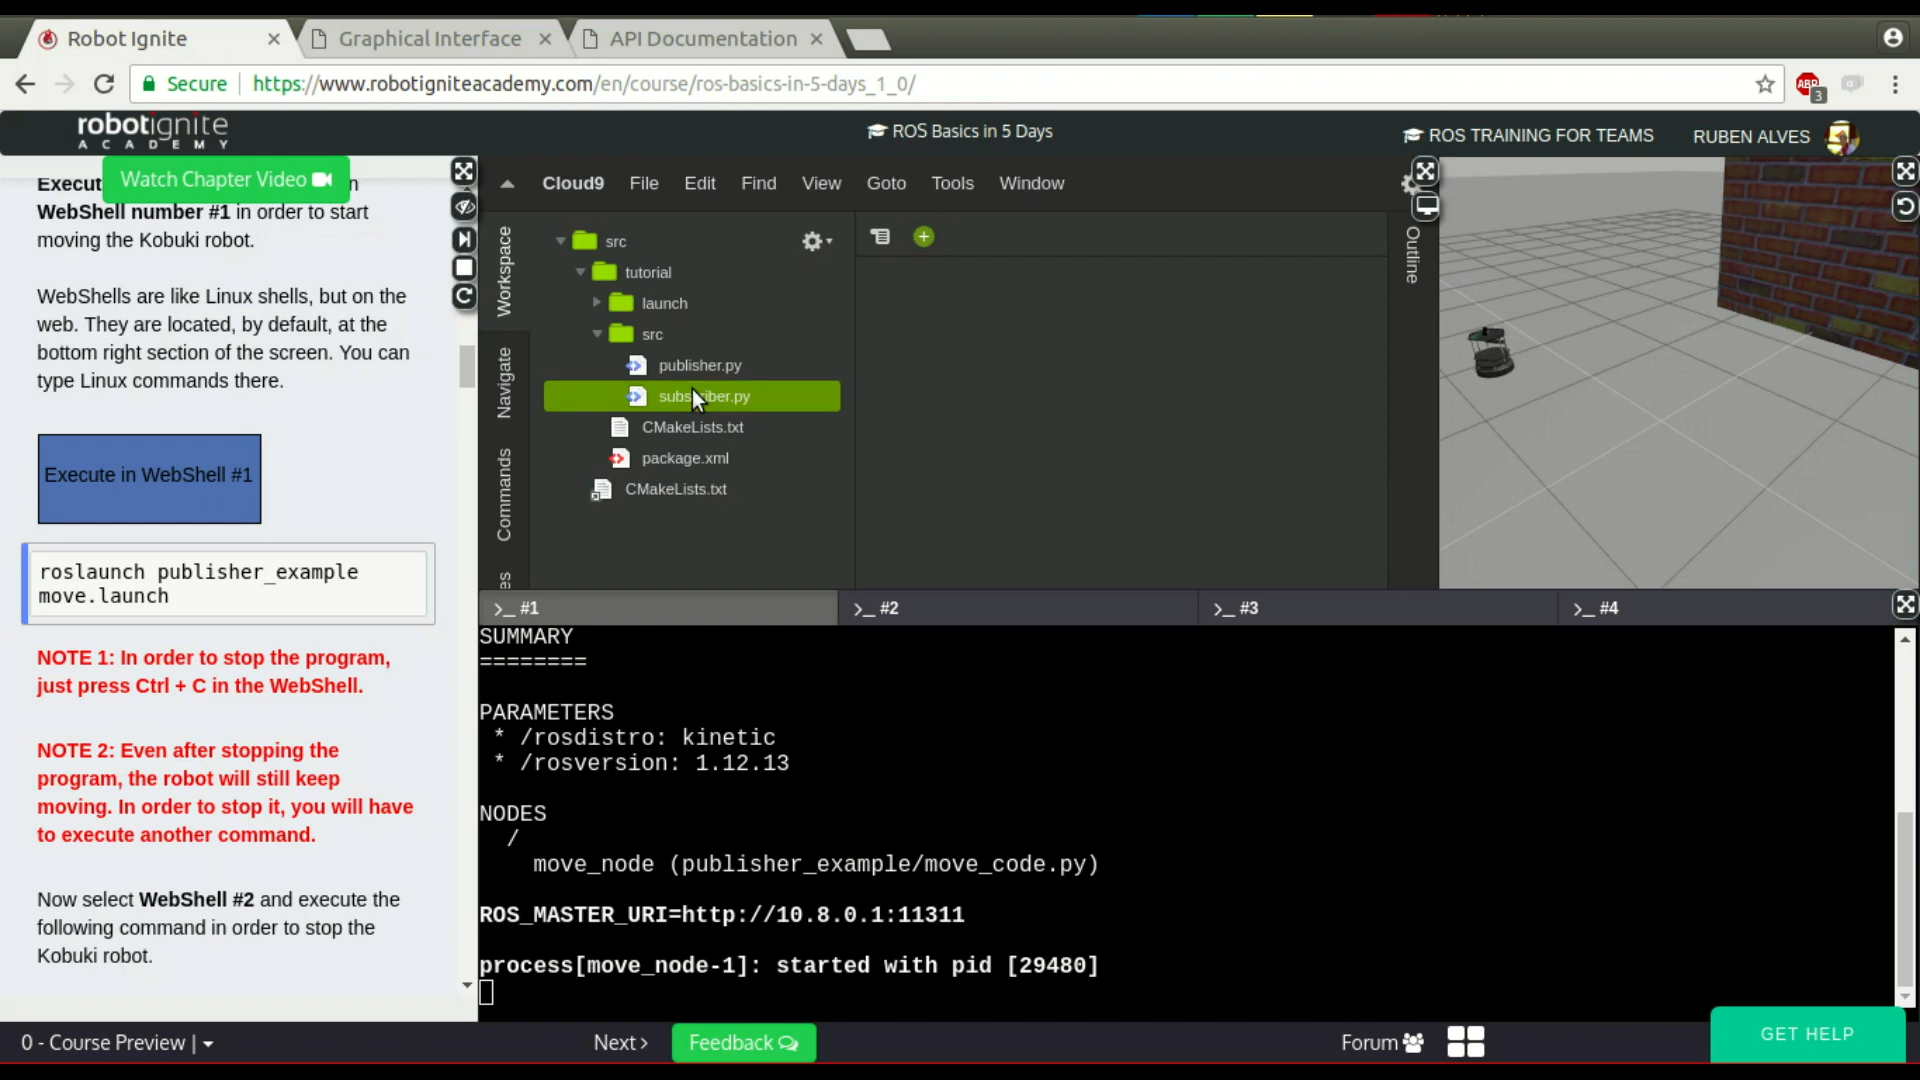 Robot Ignite
Graphical Interface
API Documentation
Secure
https://www.robotigniteacademy.com/en/course/ros-basics-in-5-days_1_0/
ABP
3
robotignite
ACADEMY
ROS Basics in 5 Days
ROS TRAINING FOR TEAMS
RUBEN ALVES
Watch Chapter Video
WebShell number #1 in order to start
moving the Kobuki robot.
WebShells are like Linux shells, but on the
web. They are located, by default, at the
bottom right section of the screen. You can
type Linux commands there.
Execute in WebShell #1
roslaunch publisher_example
move.launch
NOTE 1: In order to stop the program,
just press Ctrl + C in the WebShell.
NOTE 2: Even after stopping the
program, the robot will still keep
moving. In order to stop it, you will have
to execute another command.
Now select WebShell #2 and execute the
following command in order to stop the
Kobuki robot.
Cloud9
File
Edit
Find
View
Goto
Tools
Window
Workspace
Navigate
Commands
src
tutorial
launch
src
publisher.py
subscriber.py
CMakeLists.txt
package.xml
CMakeLists.txt
Outline
>_ #1
>_ #2
>_ #3
>_ #4
SUMMARY
========
PARAMETERS
* /rosdistro: kinetic
* /rosversion: 1.12.13
NODES
/
move_node (publisher_example/move_code.py)
ROS_MASTER_URI=http://10.8.0.1:11311
process[move_node-1]: started with pid [29480]
0 - Course Preview |
Next >
Feedback
Forum
GET HELP